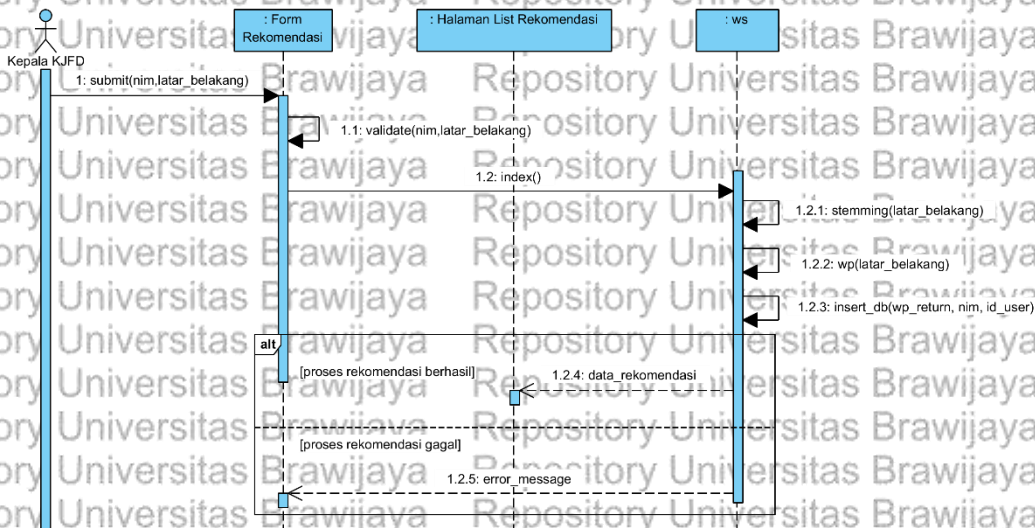 : Form
Rekomendasi
: Halaman List Rekomendasi
: ws
Kepala KJFD
1: submit(nim,latar_belakang)
1.1: validate(nim,latar_belakang)
1.2: index()
1.2.1: stemming(latar_belakang)
1.2.2: wp(latar_belakang)
1.2.3: insert_db(wp_return, nim, id_user)
alt
[proses rekomendasi berhasil]
1.2.4: data_rekomendasi
[proses rekomendasi gagal]
1.2.5: error_message
Repository Universitas Brawijaya